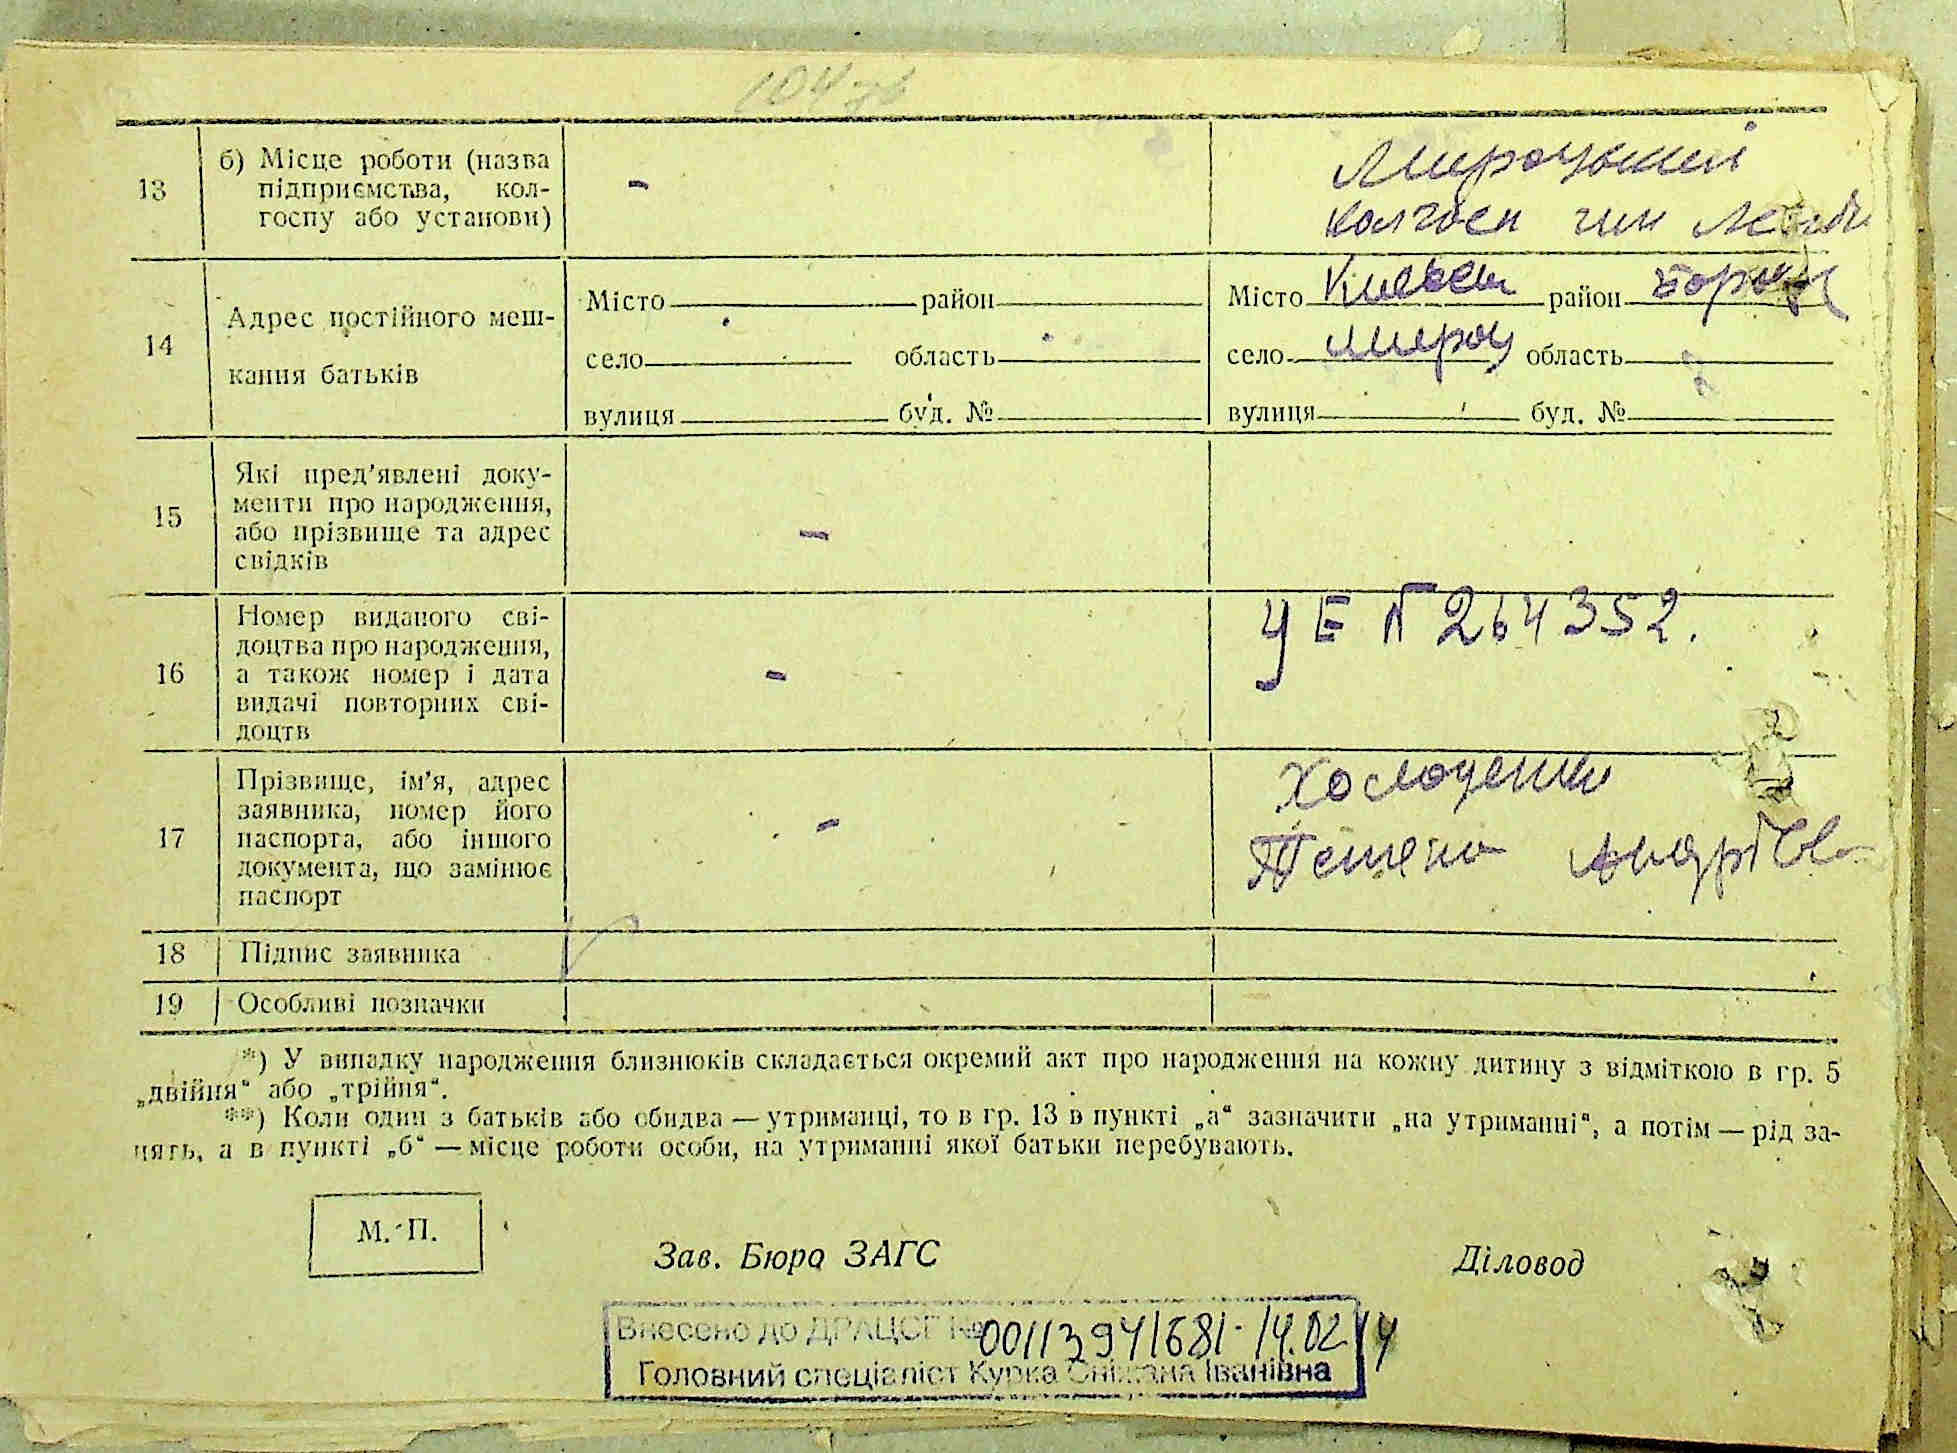 104 зв
13
б) Місце роботи (назва
підприємства, кол-
госпу або установи)
-
колгосп
14
Адрес постійного меш-
кання батьків
Місто район
село область
вулиця буд. №
Місто район
село область
вулиця буд. №
15
Які пред'явлені доку-
менти про народження,
або прізвище та адрес
свідків
-
16
Номер виданого сві-
доцтва про народження,
а також номер і дата
видачі повторних сві-
доцтв
-
УЕ № 264352.
17
Прізвище, ім'я, адрес
заявника, номер його
паспорта, або іншого
документа, що замінює
паспорт
-
18
Підпис заявника
19
Особливі позначки
*) У випадку народження близнюків складається окремий акт про народження на кожну дитину з відміткою в гр. 5
„двійня“ або „трійня“.
**) Коли один з батьків або обидва — утриманці, то в гр. 13 в пункті „а“ зазначити „на утриманні“, а потім — рід за-
нять, а в пункті „б“ — місце роботи особи, на утриманні якої батьки перебувають.
М. П.
Зав. Бюро ЗАГС
Діловод
Внесено до ДРАЦСГ № 00113941681 - 14.02.14
Головний спеціаліст Курка Сніжана Іванівна